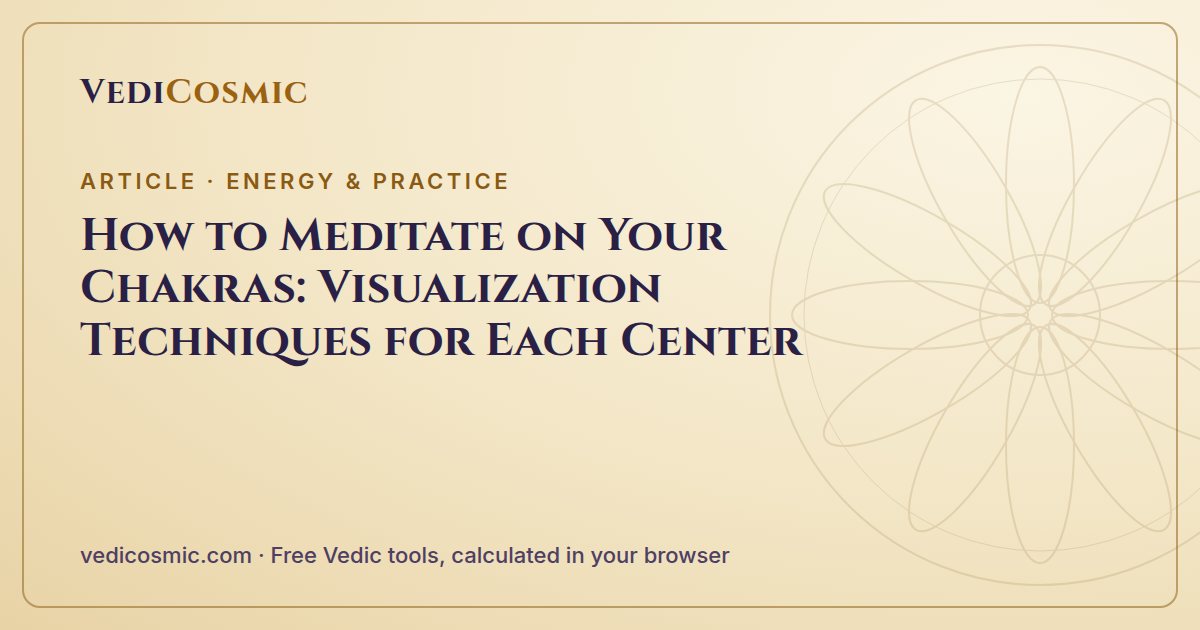 VediCosmic
ARTICLE · ENERGY & PRACTICE
How to Meditate on Your
Chakras: Visualization
Techniques for Each Center
vedicosmic.com · Free Vedic tools, calculated in your browser